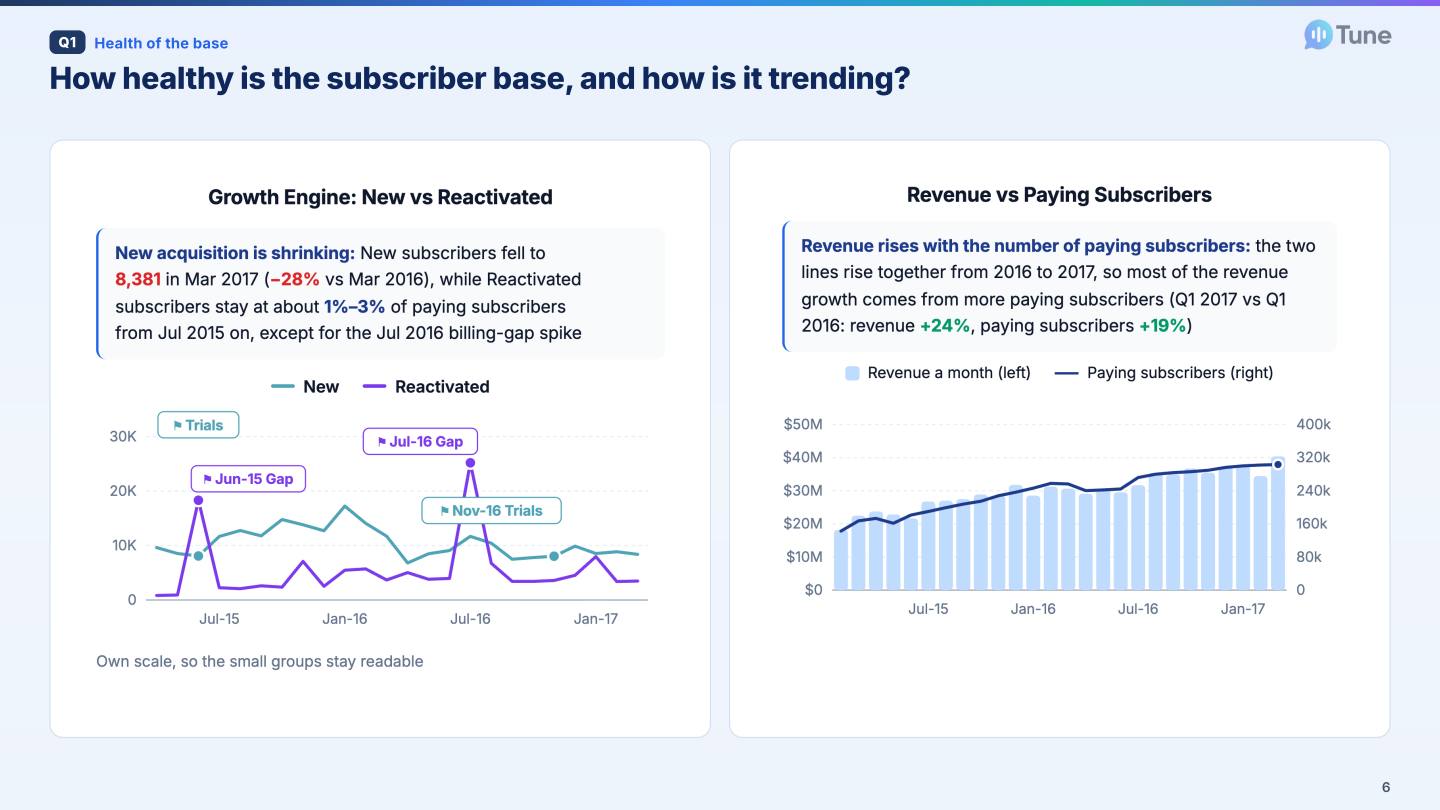 Q1 Health of the base
Tune
How healthy is the subscriber base, and how is it trending?
Growth Engine: New vs Reactivated
New acquisition is shrinking: New subscribers fell to
8,381 in Mar 2017 (−28% vs Mar 2016), while Reactivated
subscribers stay at about 1%–3% of paying subscribers
from Jul 2015 on, except for the Jul 2016 billing-gap spike
New Reactivated
⚑ Trials
⚑ Jul-16 Gap
⚑ Jun-15 Gap
⚑ Nov-16 Trials
30K
20K
10K
0
Jul-15 Jan-16 Jul-16 Jan-17
Own scale, so the small groups stay readable
Revenue vs Paying Subscribers
Revenue rises with the number of paying subscribers: the two
lines rise together from 2016 to 2017, so most of the revenue
growth comes from more paying subscribers (Q1 2017 vs Q1
2016: revenue +24%, paying subscribers +19%)
Revenue a month (left) Paying subscribers (right)
$50M 400k
$40M 320k
$30M 240k
$20M 160k
$10M 80k
$0 0
Jul-15 Jan-16 Jul-16 Jan-17
6